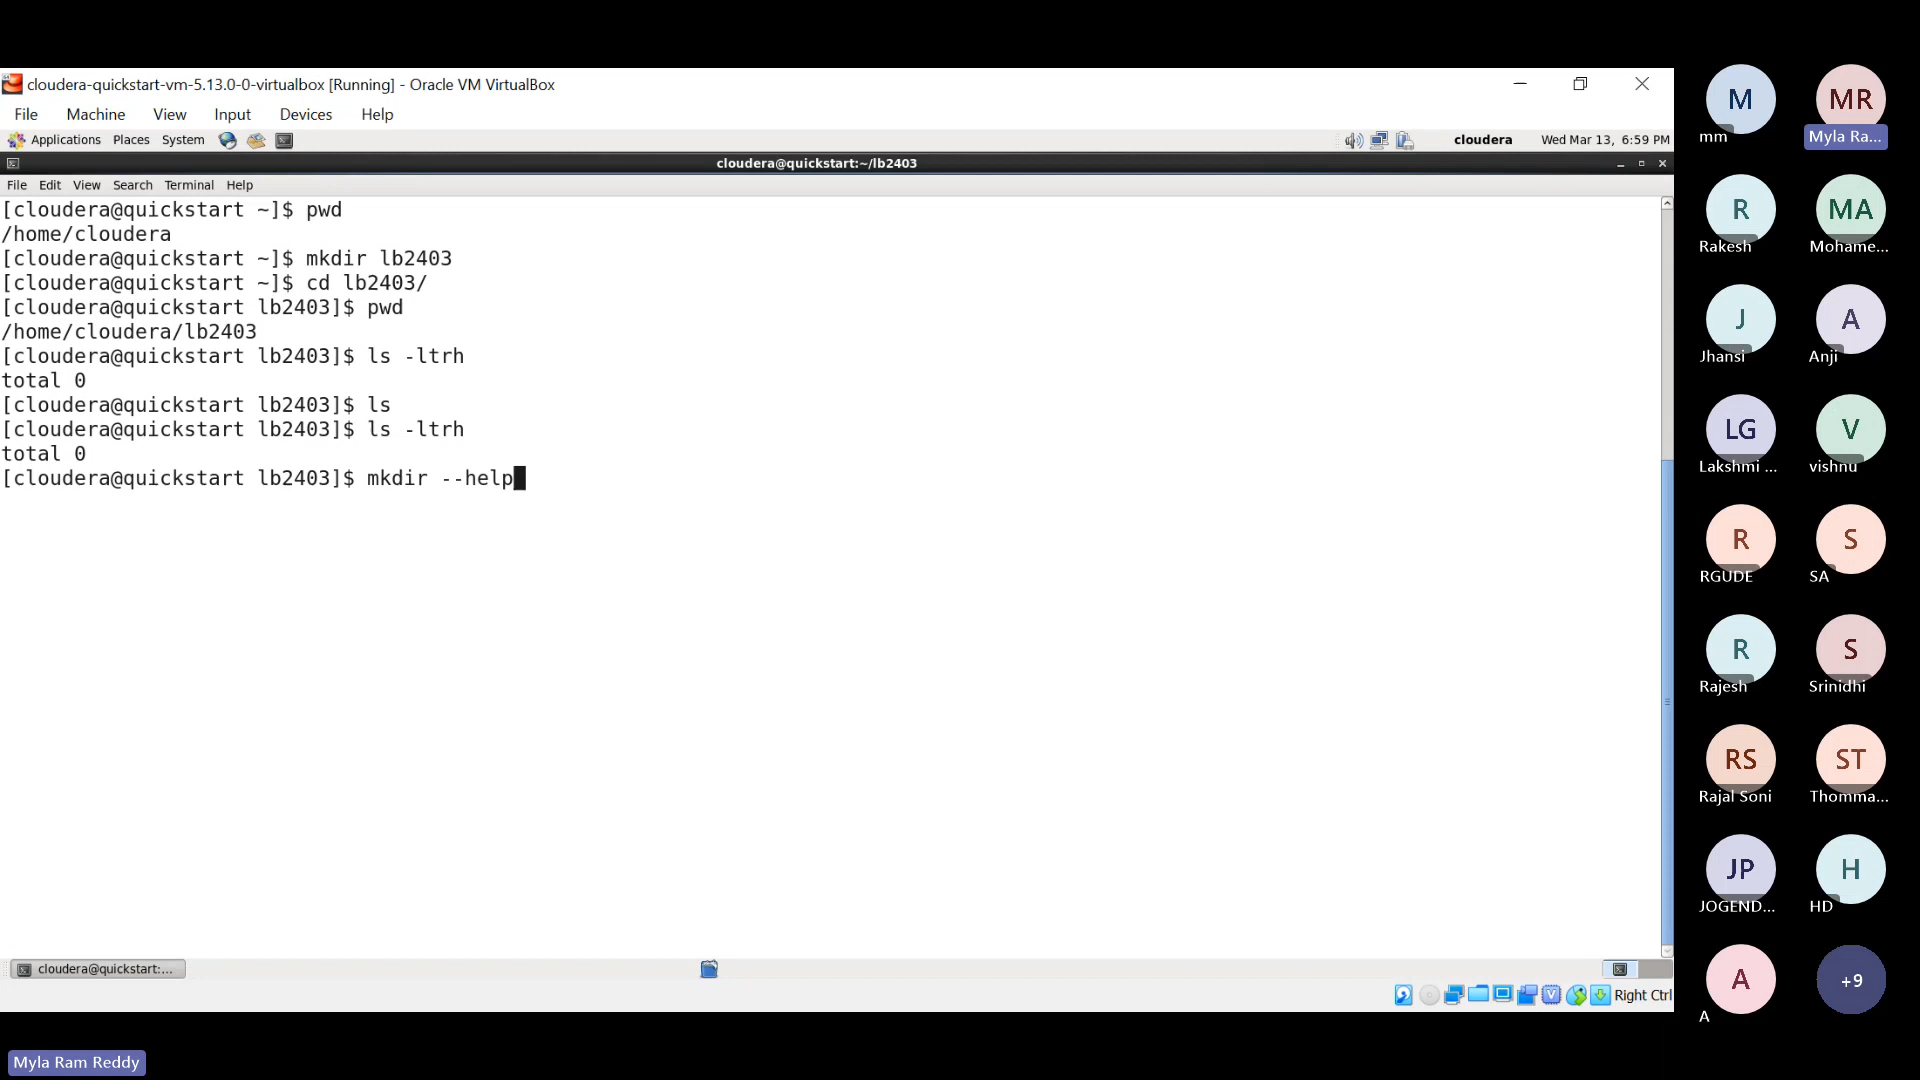 cloudera-quickstart-vm-5.13.0-0-virtualbox [Running] - Oracle VM VirtualBox
File Machine View Input Devices Help
Applications Places System cloudera Wed Mar 13, 6:59 PM
cloudera@quickstart:~/lb2403
File Edit View Search Terminal Help
[cloudera@quickstart ~]$ pwd
/home/cloudera
[cloudera@quickstart ~]$ mkdir lb2403
[cloudera@quickstart ~]$ cd lb2403/
[cloudera@quickstart lb2403]$ pwd
/home/cloudera/lb2403
[cloudera@quickstart lb2403]$ ls -ltrh
total 0
[cloudera@quickstart lb2403]$ ls
[cloudera@quickstart lb2403]$ ls -ltrh
total 0
[cloudera@quickstart lb2403]$ mkdir --help
cloudera@quickstart:...
Right Ctrl
Myla Ram Reddy
M MR
mm Myla Ra...
R MA
Rakesh Mohame...
J A
Jhansi Anji
LG V
Lakshmi ... vishnu
R S
RGUDE SA
R S
Rajesh Srinidhi
RS ST
Rajal Soni Thomma...
JP H
JOGEND... HD
A +9
A